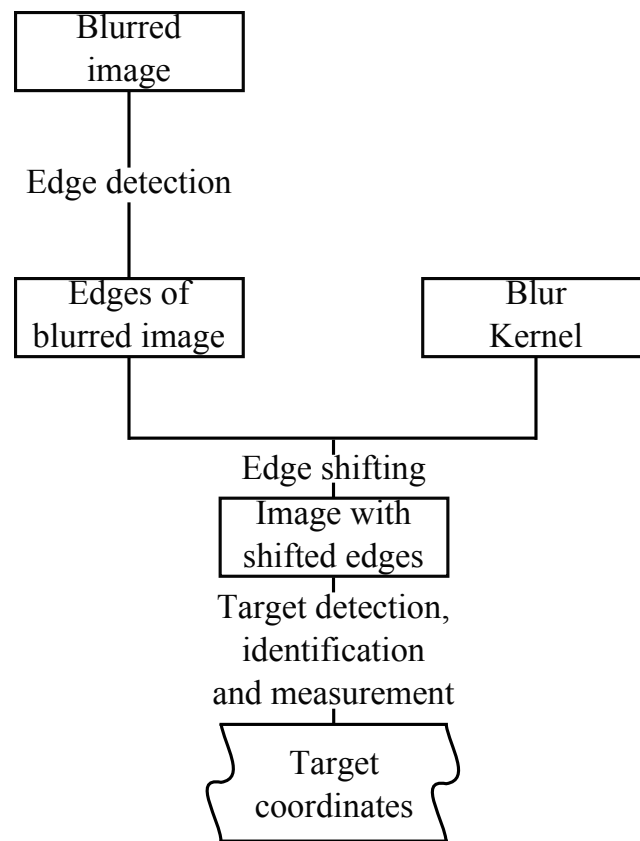 Blurred
image
Edge detection
Edges of
blurred image
Blur
Kernel
Edge shifting
Image with
shifted edges
Target detection,
identification
and measurement
Target
coordinates